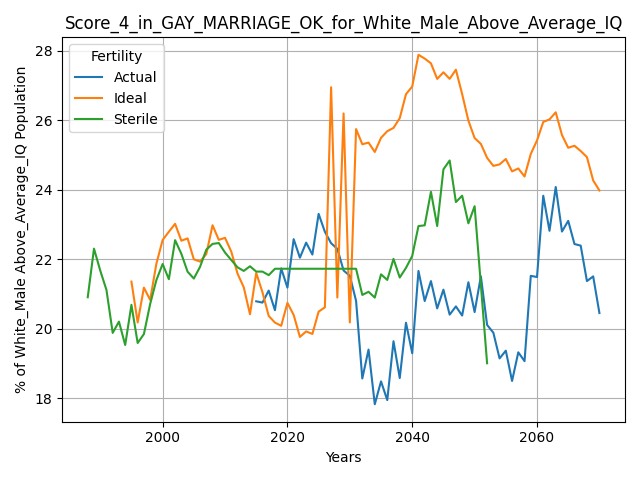 Score_4_in_GAY_MARRIAGE_OK_for_White_Male_Above_Average_IQ
Fertility
Actual
Ideal
Sterile
% of White_Male Above_Average_IQ Population
28
26
24
22
20
18
2000
2020
2040
2060
Years